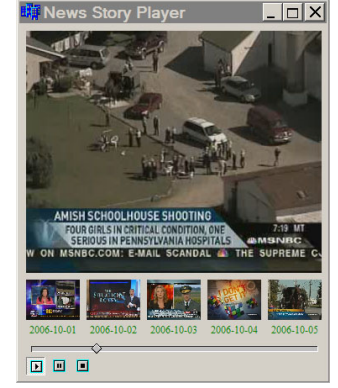 News Story Player
AMISH SCHOOLHOUSE SHOOTING
FOUR GIRLS IN CRITICAL CONDITION, ONE
SERIOUS IN PENNSYLVANIA HOSPITALS
7:19 MT
MSNBC
W ON MSNBC.COM: E-MAIL SCANDAL THE SUPREME C
2006-10-01
2006-10-02
2006-10-03
2006-10-04
2006-10-05